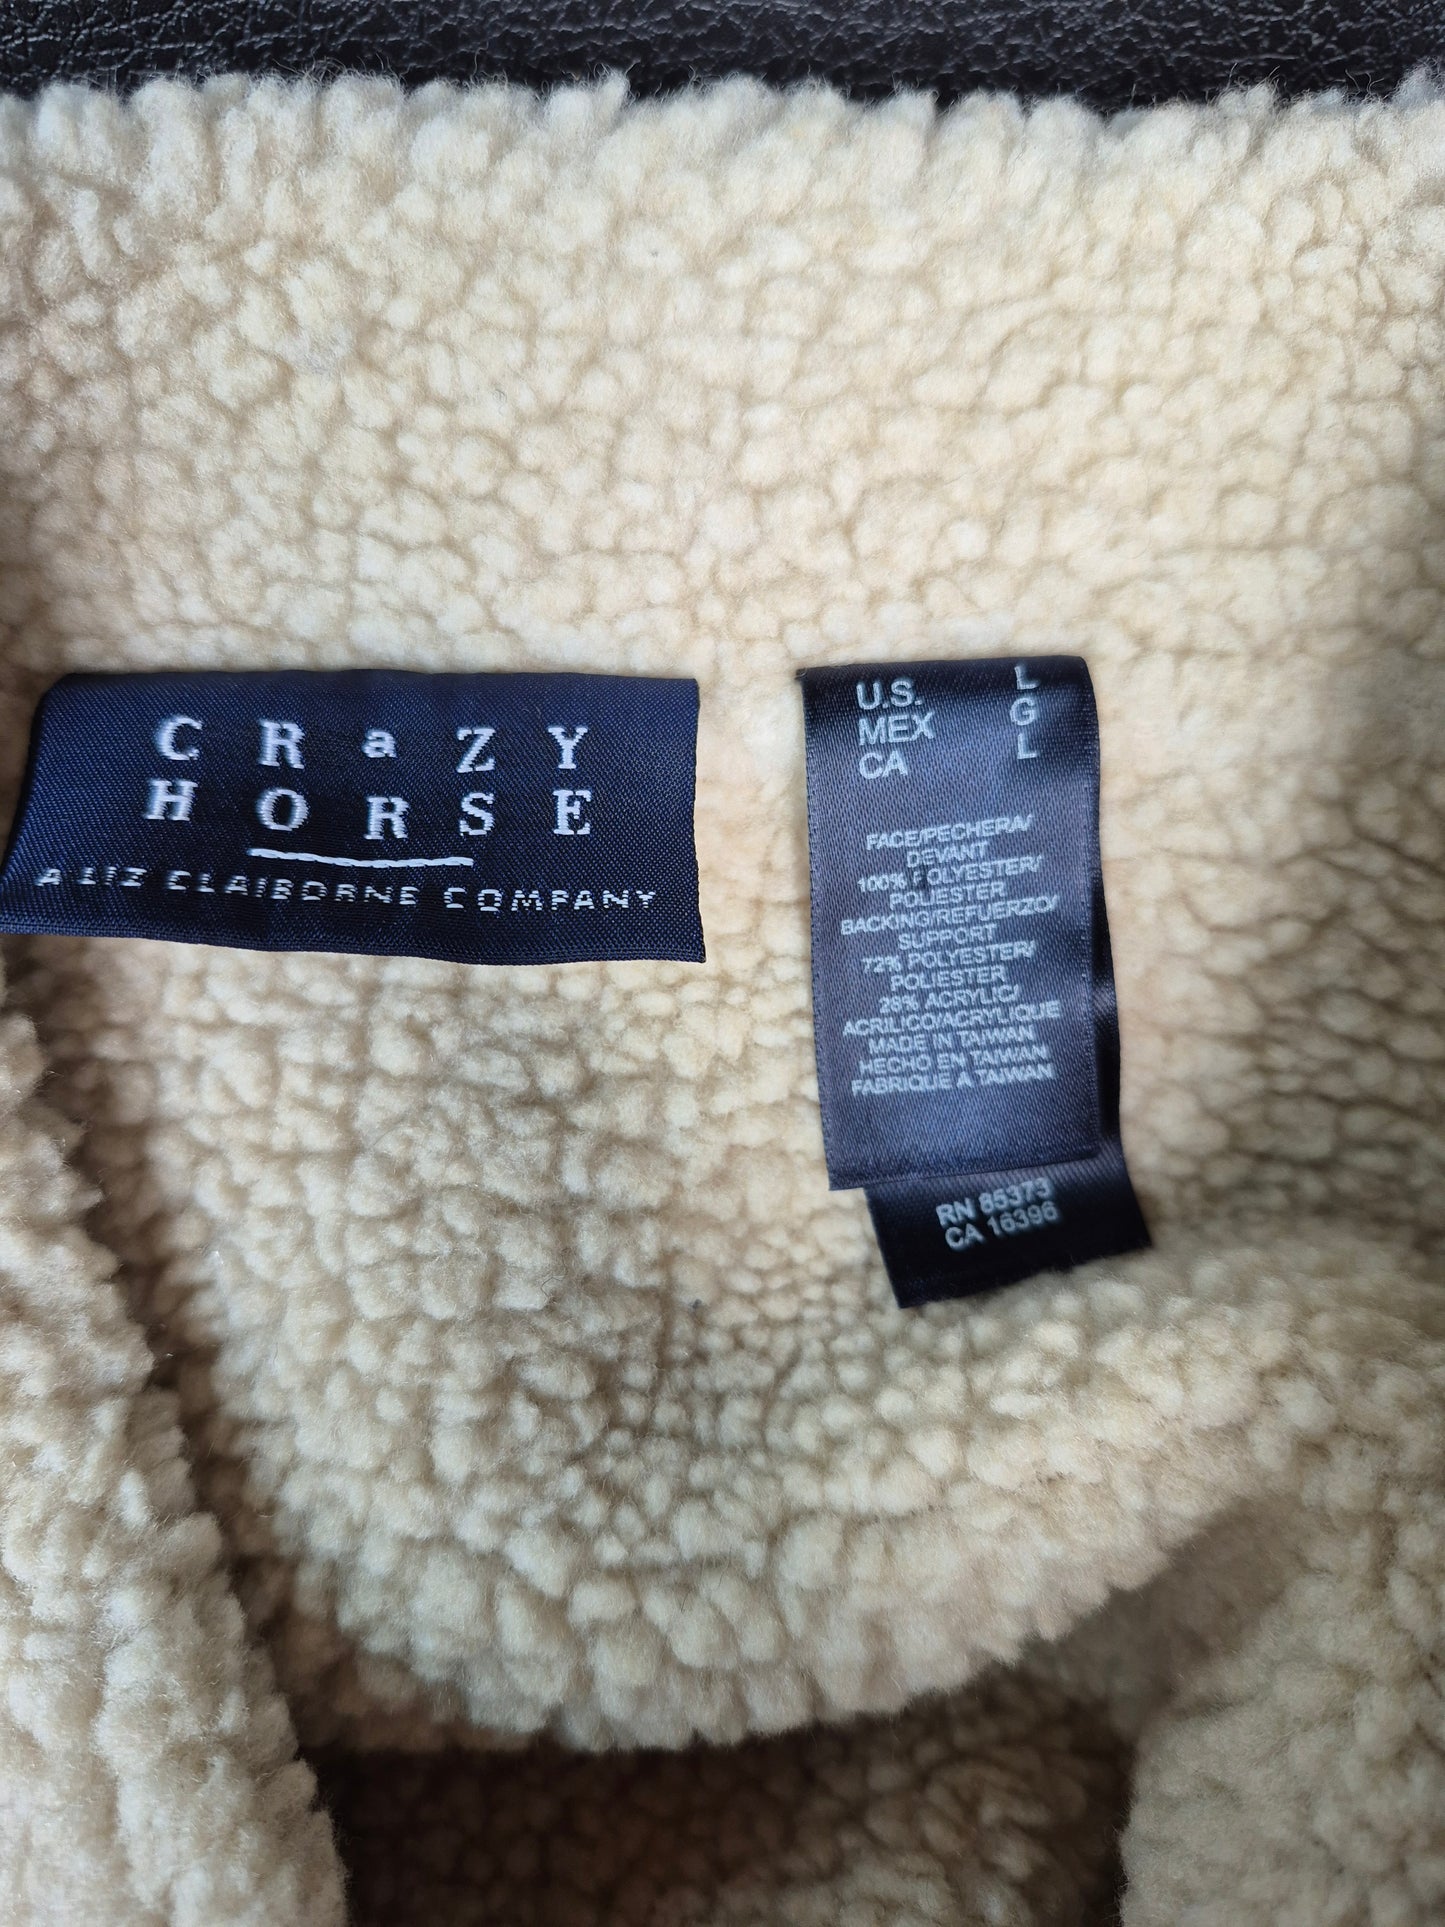 CRaZY
HORSE
A LIZ CLAIBORNE COMPANY
U.S. L
MEX G
CA L
FACE/PECHERA/
DEVANT
100% POLYESTER/
POLIESTER
BACKING/REFUERZO/
SUPPORT
72% POLYESTER/
POLIESTER
28% ACRYLIC/
ACRILICO/ACRYLIQUE
MADE IN TAIWAN
HECHO EN TAIWAN
FABRIQUE A TAIWAN
RN 85373
CA 16396